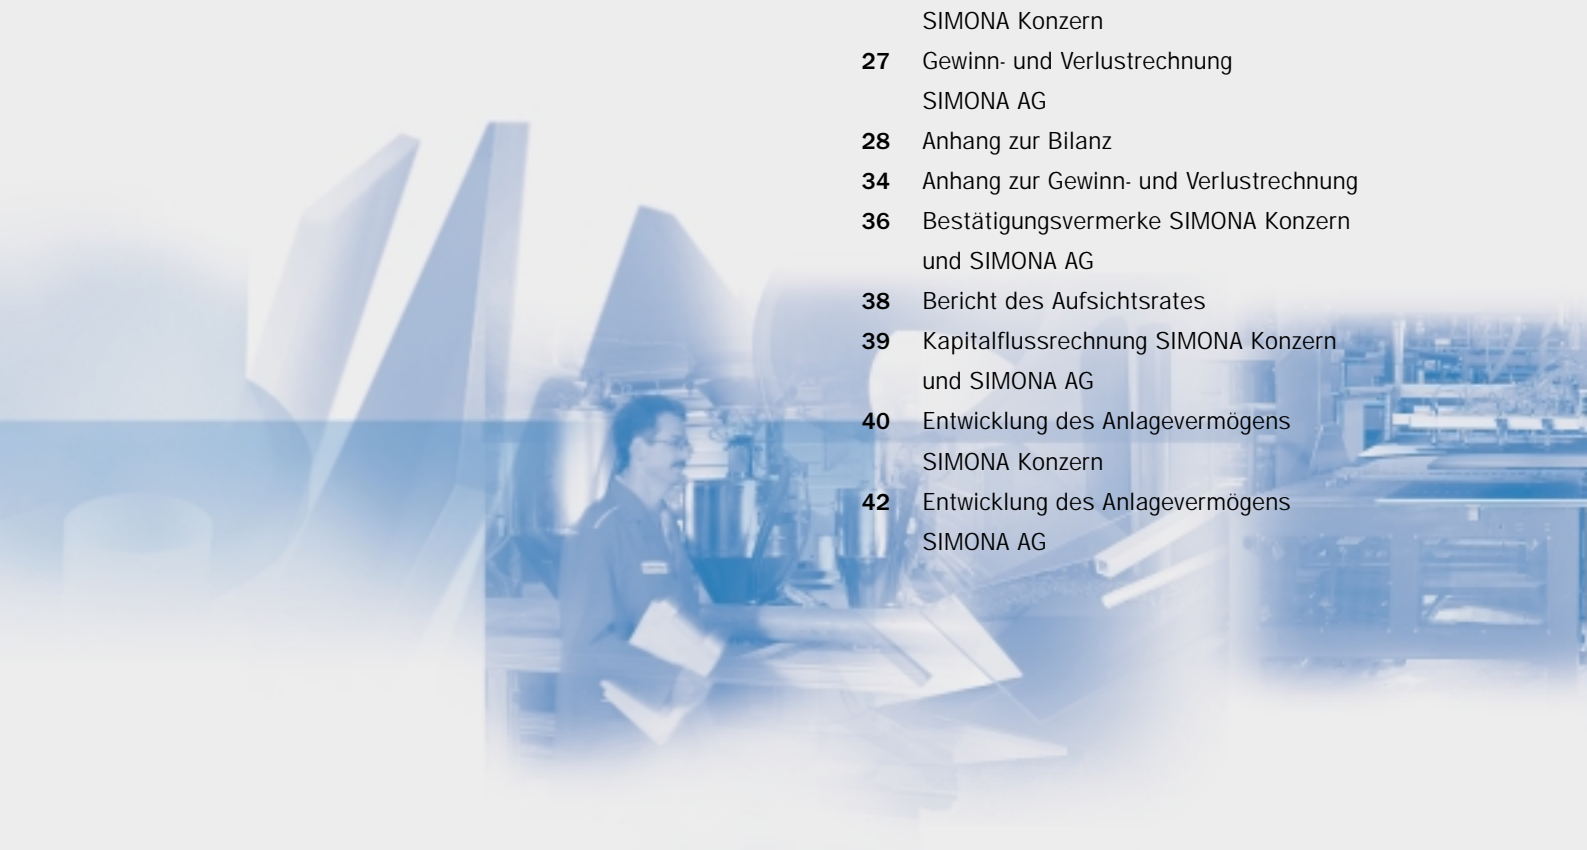 SIMONA Konzern
27 Gewinn- und Verlustrechnung
SIMONA AG
28 Anhang zur Bilanz
34 Anhang zur Gewinn- und Verlustrechnung
36 Bestätigungsvermerke SIMONA Konzern
und SIMONA AG
38 Bericht des Aufsichtsrates
39 Kapitalflussrechnung SIMONA Konzern
und SIMONA AG
40 Entwicklung des Anlagevermögens
SIMONA Konzern
42 Entwicklung des Anlagevermögens
SIMONA AG